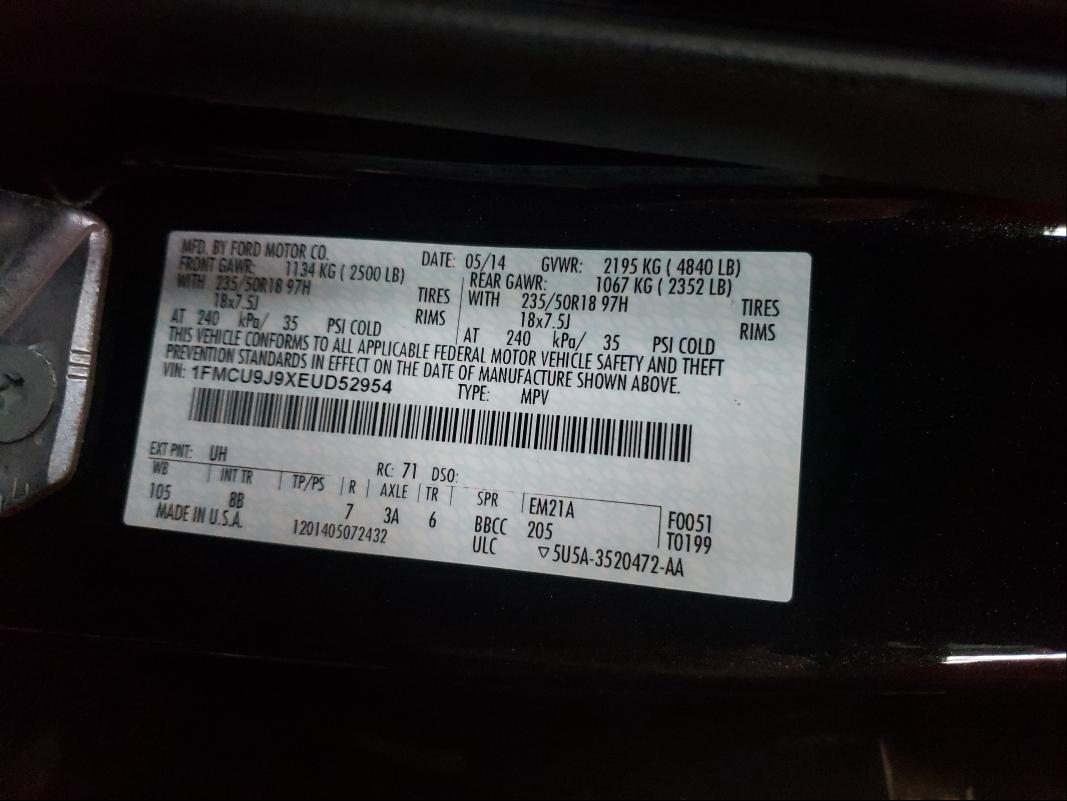 MFD. BY FORD MOTOR CO. DATE: 05/14 GVWR: 2195 KG ( 4840 LB)
FRONT GAWR: 1134 KG ( 2500 LB) REAR GAWR: 1067 KG ( 2352 LB)
WITH 235/50R18 97H TIRES WITH 235/50R18 97H TIRES
18x7.5J RIMS 18x7.5J RIMS
AT 240 kPa/ 35 PSI COLD AT 240 kPa/ 35 PSI COLD
THIS VEHICLE CONFORMS TO ALL APPLICABLE FEDERAL MOTOR VEHICLE SAFETY AND THEFT
PREVENTION STANDARDS IN EFFECT ON THE DATE OF MANUFACTURE SHOWN ABOVE.
VIN: 1FMCU9J9XEUD52954 TYPE: MPV
EXT PNT: UH RC: 71 DSO:
WB INT TR TP/PS R AXLE TR SPR EM21A F0051
105 8B 7 3A 6 BBCC 205 T0199
MADE IN U.S.A. 1201405072432 ULC ▽5U5A-3520472-AA